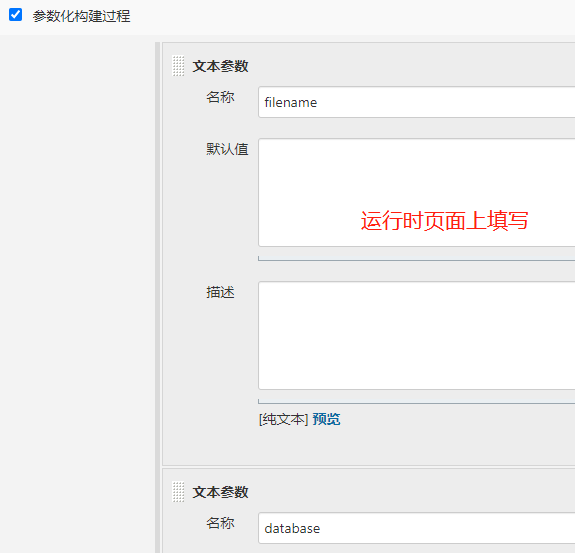 参数化构建过程
文本参数
名称
filename
默认值
运行时页面上填写
描述
[纯文本] 预览
文本参数
名称
database